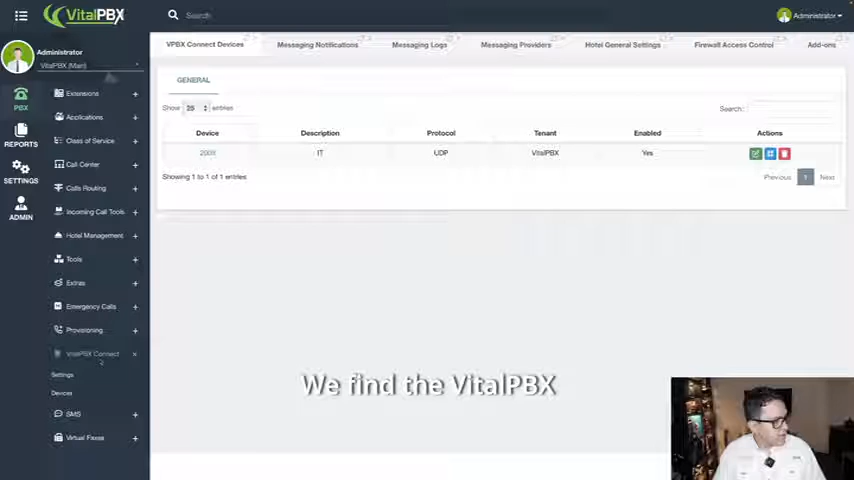 VitalPBX
Search
Administrator
Administrator
VitalPBX (Main)
PBX
REPORTS
SETTINGS
ADMIN
Extensions
Applications
Class of Service
Call Center
Calls Routing
Incoming Call Tools
Hotel Management
Tools
Extras
Emergency Calls
Provisioning
VitalPBX Connect
Settings
Devices
SMS
Virtual Faxes
VPBX Connect Devices
Messaging Notifications
Messaging Logs
Messaging Providers
Hotel General Settings
Firewall Access Control
Add-ons
GENERAL
Show 25 entries
Search:
Device Description Protocol Tenant Enabled Actions
IT UDP VitalPBX Yes
Showing 1 to 1 of 1 entries
Previous 1 Next
We find the VitalPBX